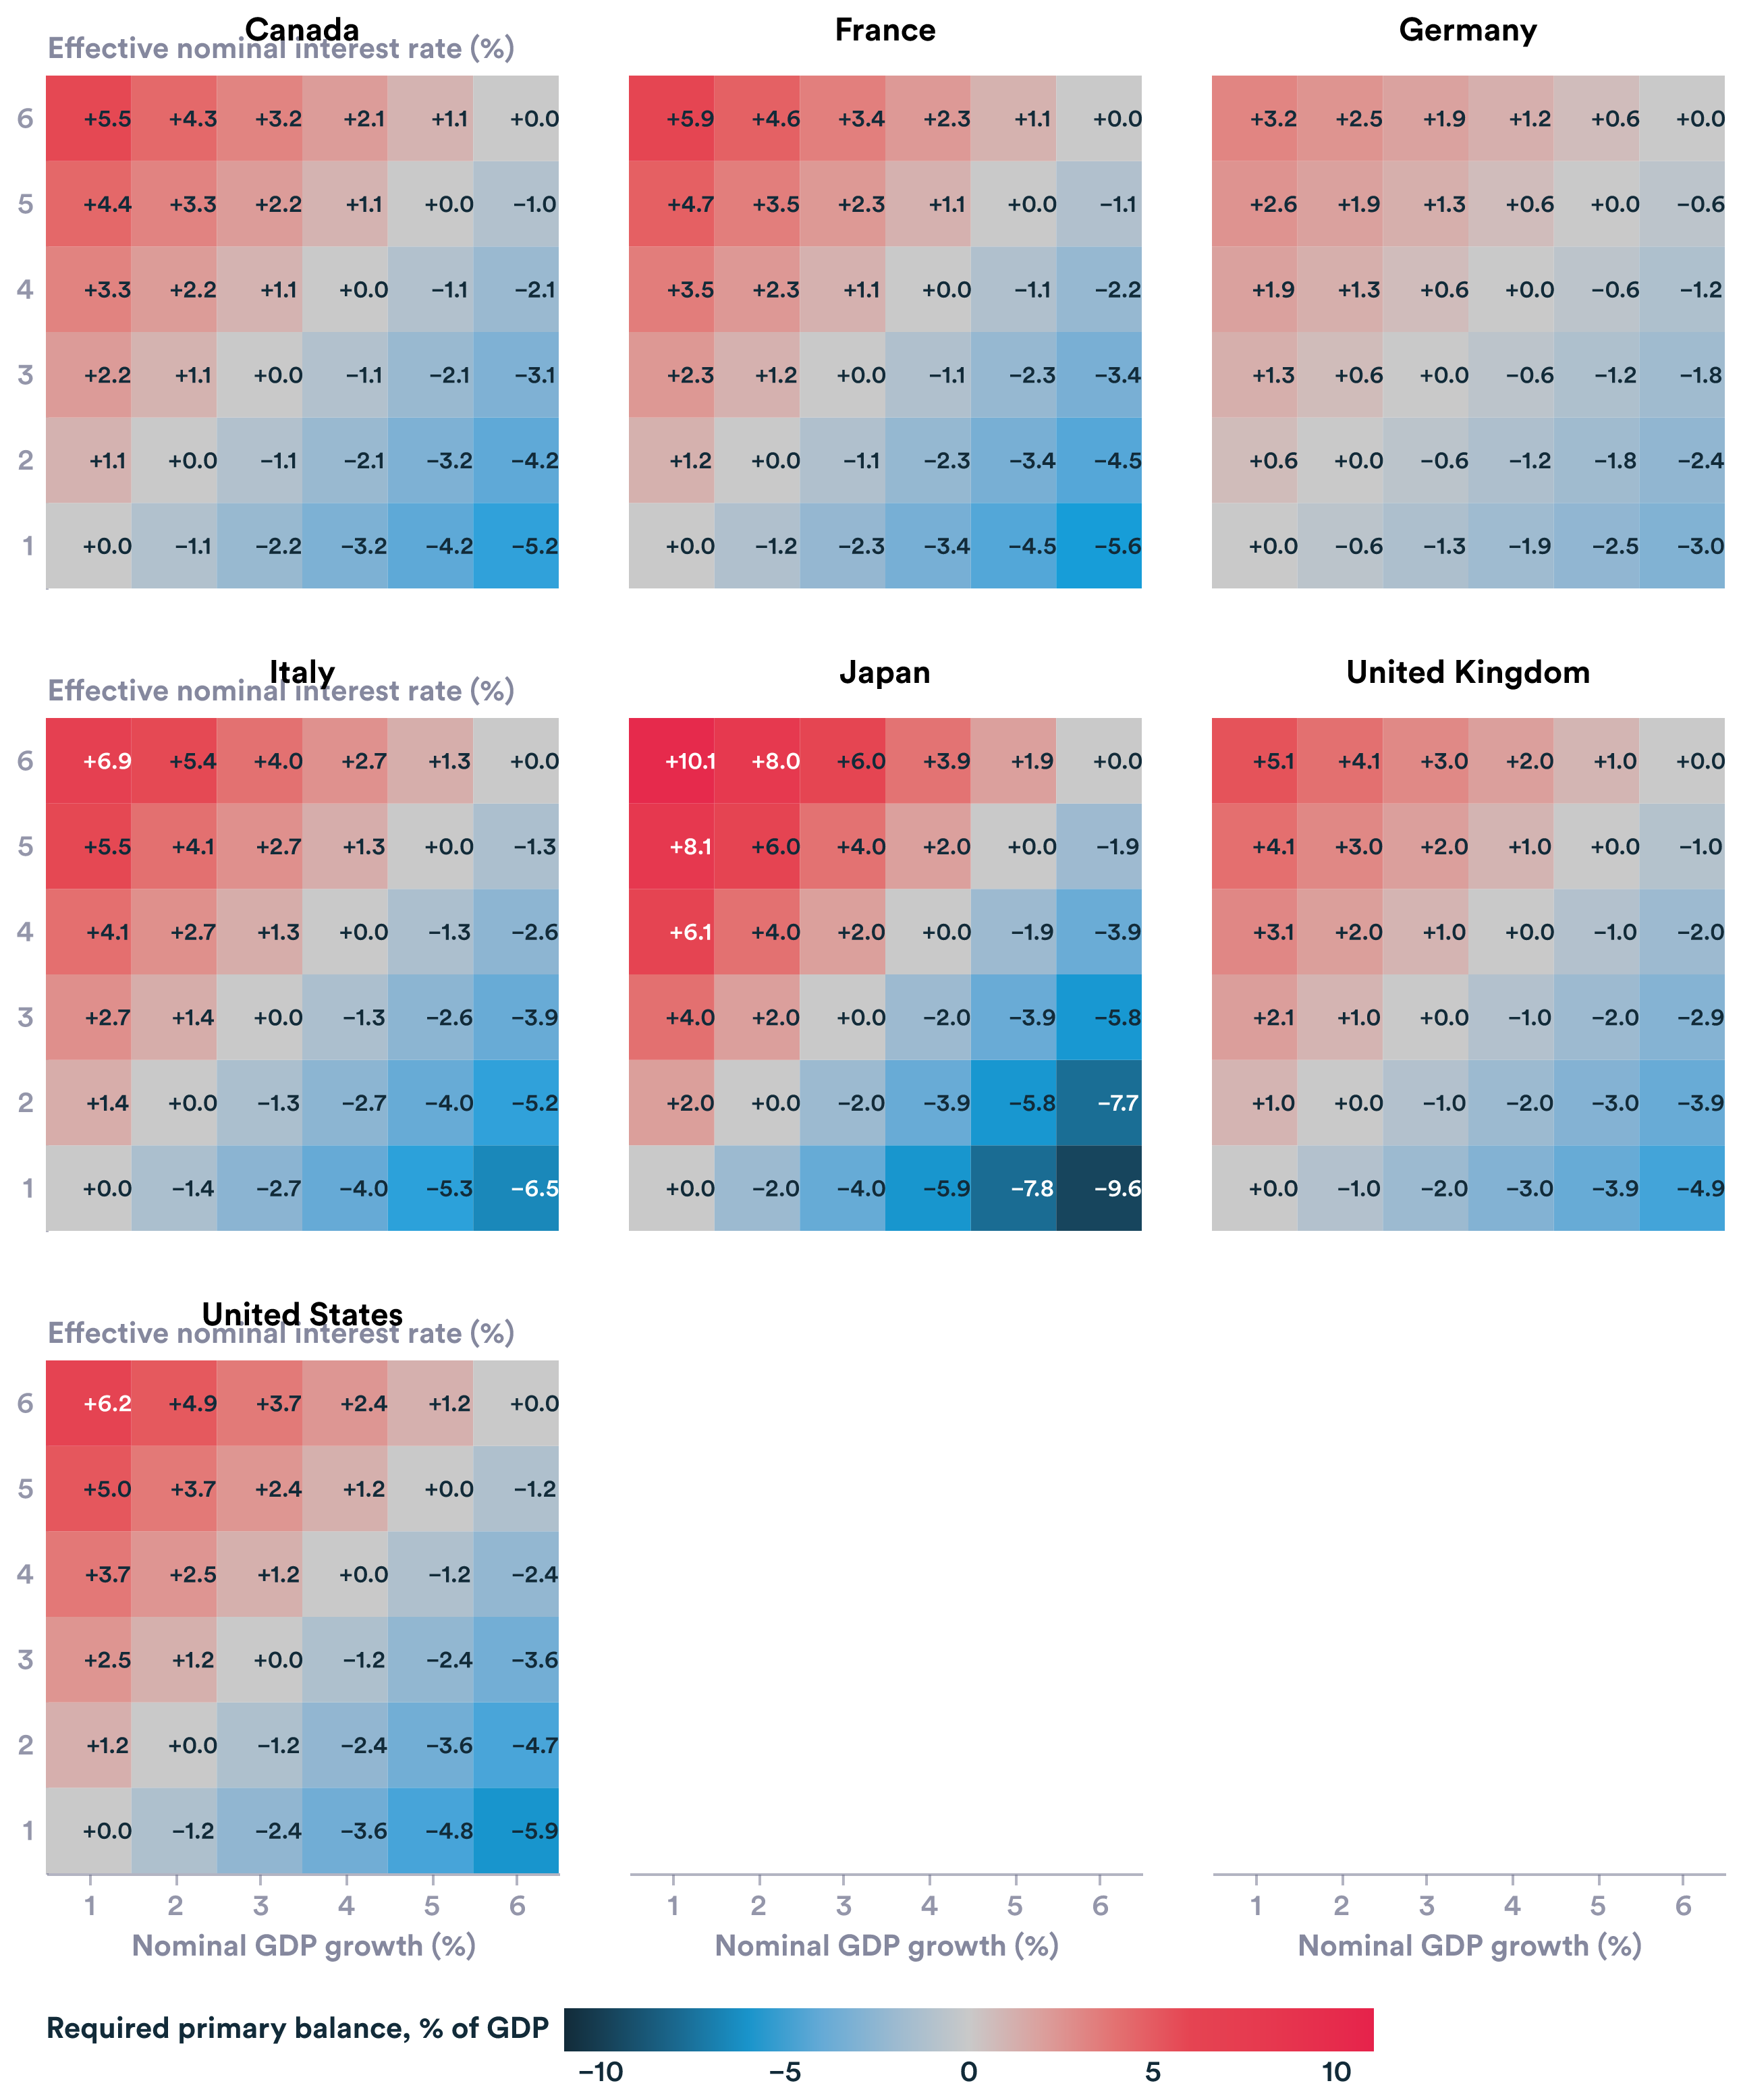 Canada France Germany
Effective nominal interest rate (%)
6 +5.5 +4.3 +3.2 +2.1 +1.1 +0.0 +5.9 +4.6 +3.4 +2.3 +1.1 +0.0 +3.2 +2.5 +1.9 +1.2 +0.6 +0.0
5 +4.4 +3.3 +2.2 +1.1 +0.0 −1.0 +4.7 +3.5 +2.3 +1.1 +0.0 −1.1 +2.6 +1.9 +1.3 +0.6 +0.0 −0.6
4 +3.3 +2.2 +1.1 +0.0 −1.1 −2.1 +3.5 +2.3 +1.1 +0.0 −1.1 −2.2 +1.9 +1.3 +0.6 +0.0 −0.6 −1.2
3 +2.2 +1.1 +0.0 −1.1 −2.1 −3.1 +2.3 +1.2 +0.0 −1.1 −2.3 −3.4 +1.3 +0.6 +0.0 −0.6 −1.2 −1.8
2 +1.1 +0.0 −1.1 −2.1 −3.2 −4.2 +1.2 +0.0 −1.1 −2.3 −3.4 −4.5 +0.6 +0.0 −0.6 −1.2 −1.8 −2.4
1 +0.0 −1.1 −2.2 −3.2 −4.2 −5.2 +0.0 −1.2 −2.3 −3.4 −4.5 −5.6 +0.0 −0.6 −1.3 −1.9 −2.5 −3.0
Italy Japan United Kingdom
Effective nominal interest rate (%)
6 +6.9 +5.4 +4.0 +2.7 +1.3 +0.0 +10.1 +8.0 +6.0 +3.9 +1.9 +0.0 +5.1 +4.1 +3.0 +2.0 +1.0 +0.0
5 +5.5 +4.1 +2.7 +1.3 +0.0 −1.3 +8.1 +6.0 +4.0 +2.0 +0.0 −1.9 +4.1 +3.0 +2.0 +1.0 +0.0 −1.0
4 +4.1 +2.7 +1.3 +0.0 −1.3 −2.6 +6.1 +4.0 +2.0 +0.0 −1.9 −3.9 +3.1 +2.0 +1.0 +0.0 −1.0 −2.0
3 +2.7 +1.4 +0.0 −1.3 −2.6 −3.9 +4.0 +2.0 +0.0 −2.0 −3.9 −5.8 +2.1 +1.0 +0.0 −1.0 −2.0 −2.9
2 +1.4 +0.0 −1.3 −2.7 −4.0 −5.2 +2.0 +0.0 −2.0 −3.9 −5.8 −7.7 +1.0 +0.0 −1.0 −2.0 −3.0 −3.9
1 +0.0 −1.4 −2.7 −4.0 −5.3 −6.5 +0.0 −2.0 −4.0 −5.9 −7.8 −9.6 +0.0 −1.0 −2.0 −3.0 −3.9 −4.9
United States
Effective nominal interest rate (%)
6 +6.2 +4.9 +3.7 +2.4 +1.2 +0.0
5 +5.0 +3.7 +2.4 +1.2 +0.0 −1.2
4 +3.7 +2.5 +1.2 +0.0 −1.2 −2.4
3 +2.5 +1.2 +0.0 −1.2 −2.4 −3.6
2 +1.2 +0.0 −1.2 −2.4 −3.6 −4.7
1 +0.0 −1.2 −2.4 −3.6 −4.8 −5.9
1 2 3 4 5 6 1 2 3 4 5 6 1 2 3 4 5 6
Nominal GDP growth (%) Nominal GDP growth (%) Nominal GDP growth (%)
Required primary balance, % of GDP
−10 −5 0 5 10